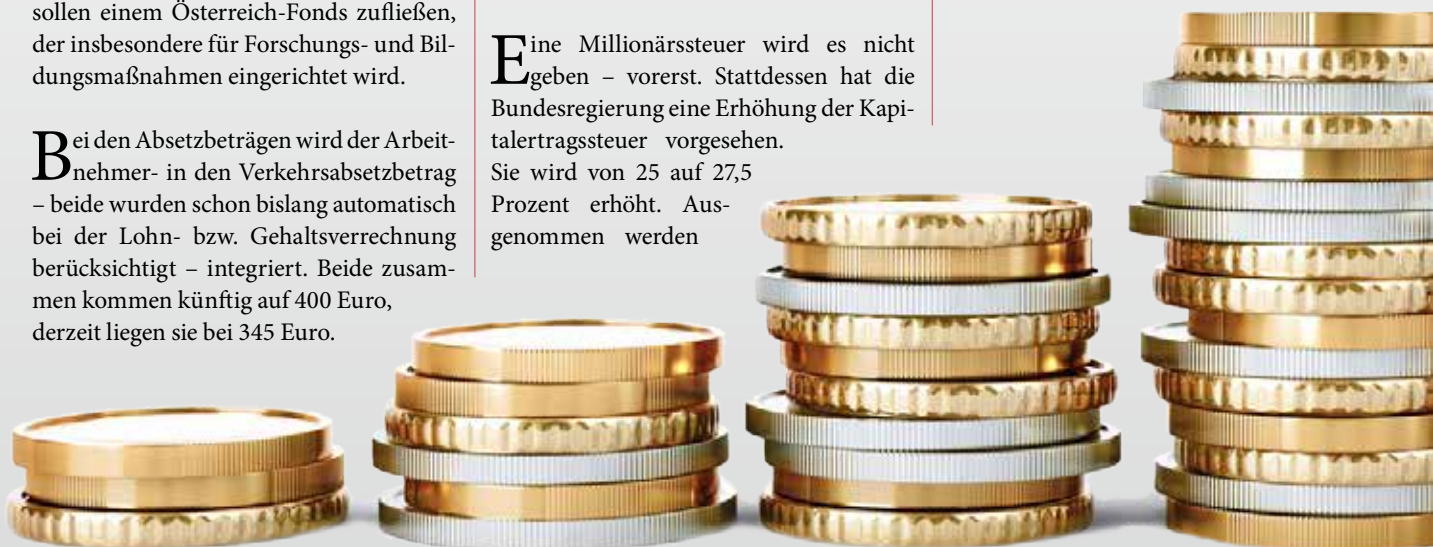 sollen einem Österreich-Fonds zufließen,
der insbesondere für Forschungs- und Bil-
dungsmaßnahmen eingerichtet wird.
Bei den Absetzbeträgen wird der Arbeit-
nehmer- in den Verkehrsabsetzbetrag
– beide wurden schon bislang automatisch
bei der Lohn- bzw. Gehaltsverrechnung
berücksichtigt – integriert. Beide zusam-
men kommen künftig auf 400 Euro,
derzeit liegen sie bei 345 Euro.
Eine Millionärssteuer wird es nicht
geben – vorerst. Stattdessen hat die
Bundesregierung eine Erhöhung der Kapi-
talertragssteuer vorgesehen.
Sie wird von 25 auf 27,5
Prozent erhöht. Aus-
genommen werden